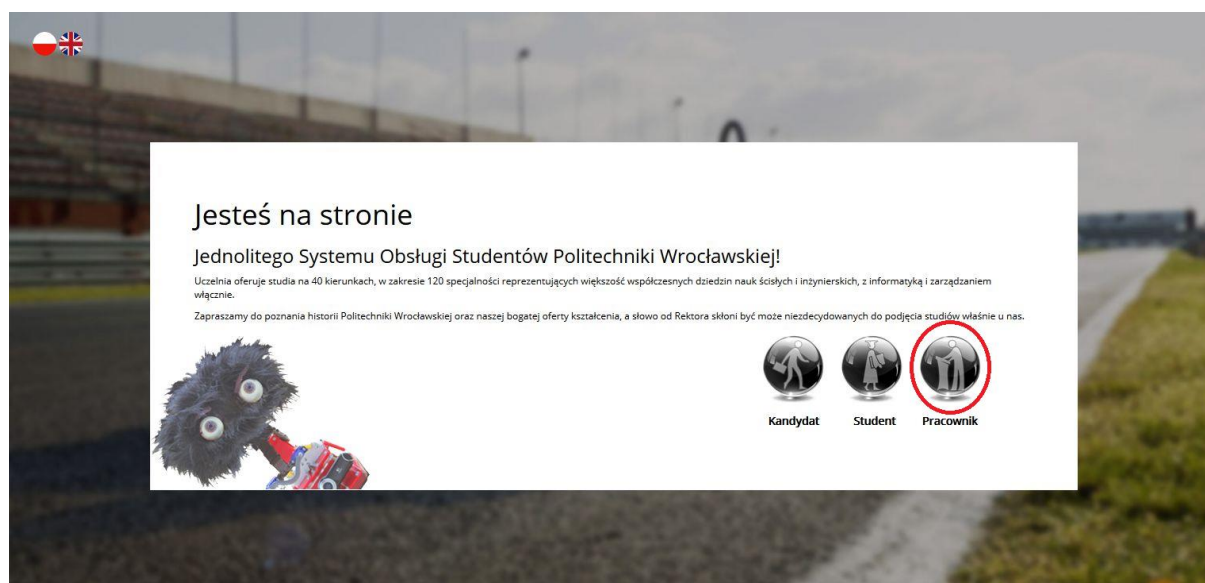 Jesteś na stronie
Jednolitego Systemu Obsługi Studentów Politechniki Wrocławskiej!
Uczelnia oferuje studia na 40 kierunkach, w zakresie 120 specjalności reprezentujących większość współczesnych dziedzin nauk ścisłych i inżynierskich, z informatyką i zarządzaniem
włącznie.
Zapraszamy do poznania historii Politechniki Wrocławskiej oraz naszej bogatej oferty kształcenia, a słowo od Rektora skłoni być może niezdecydowanych do podjęcia studiów właśnie u nas.
Kandydat Student Pracownik